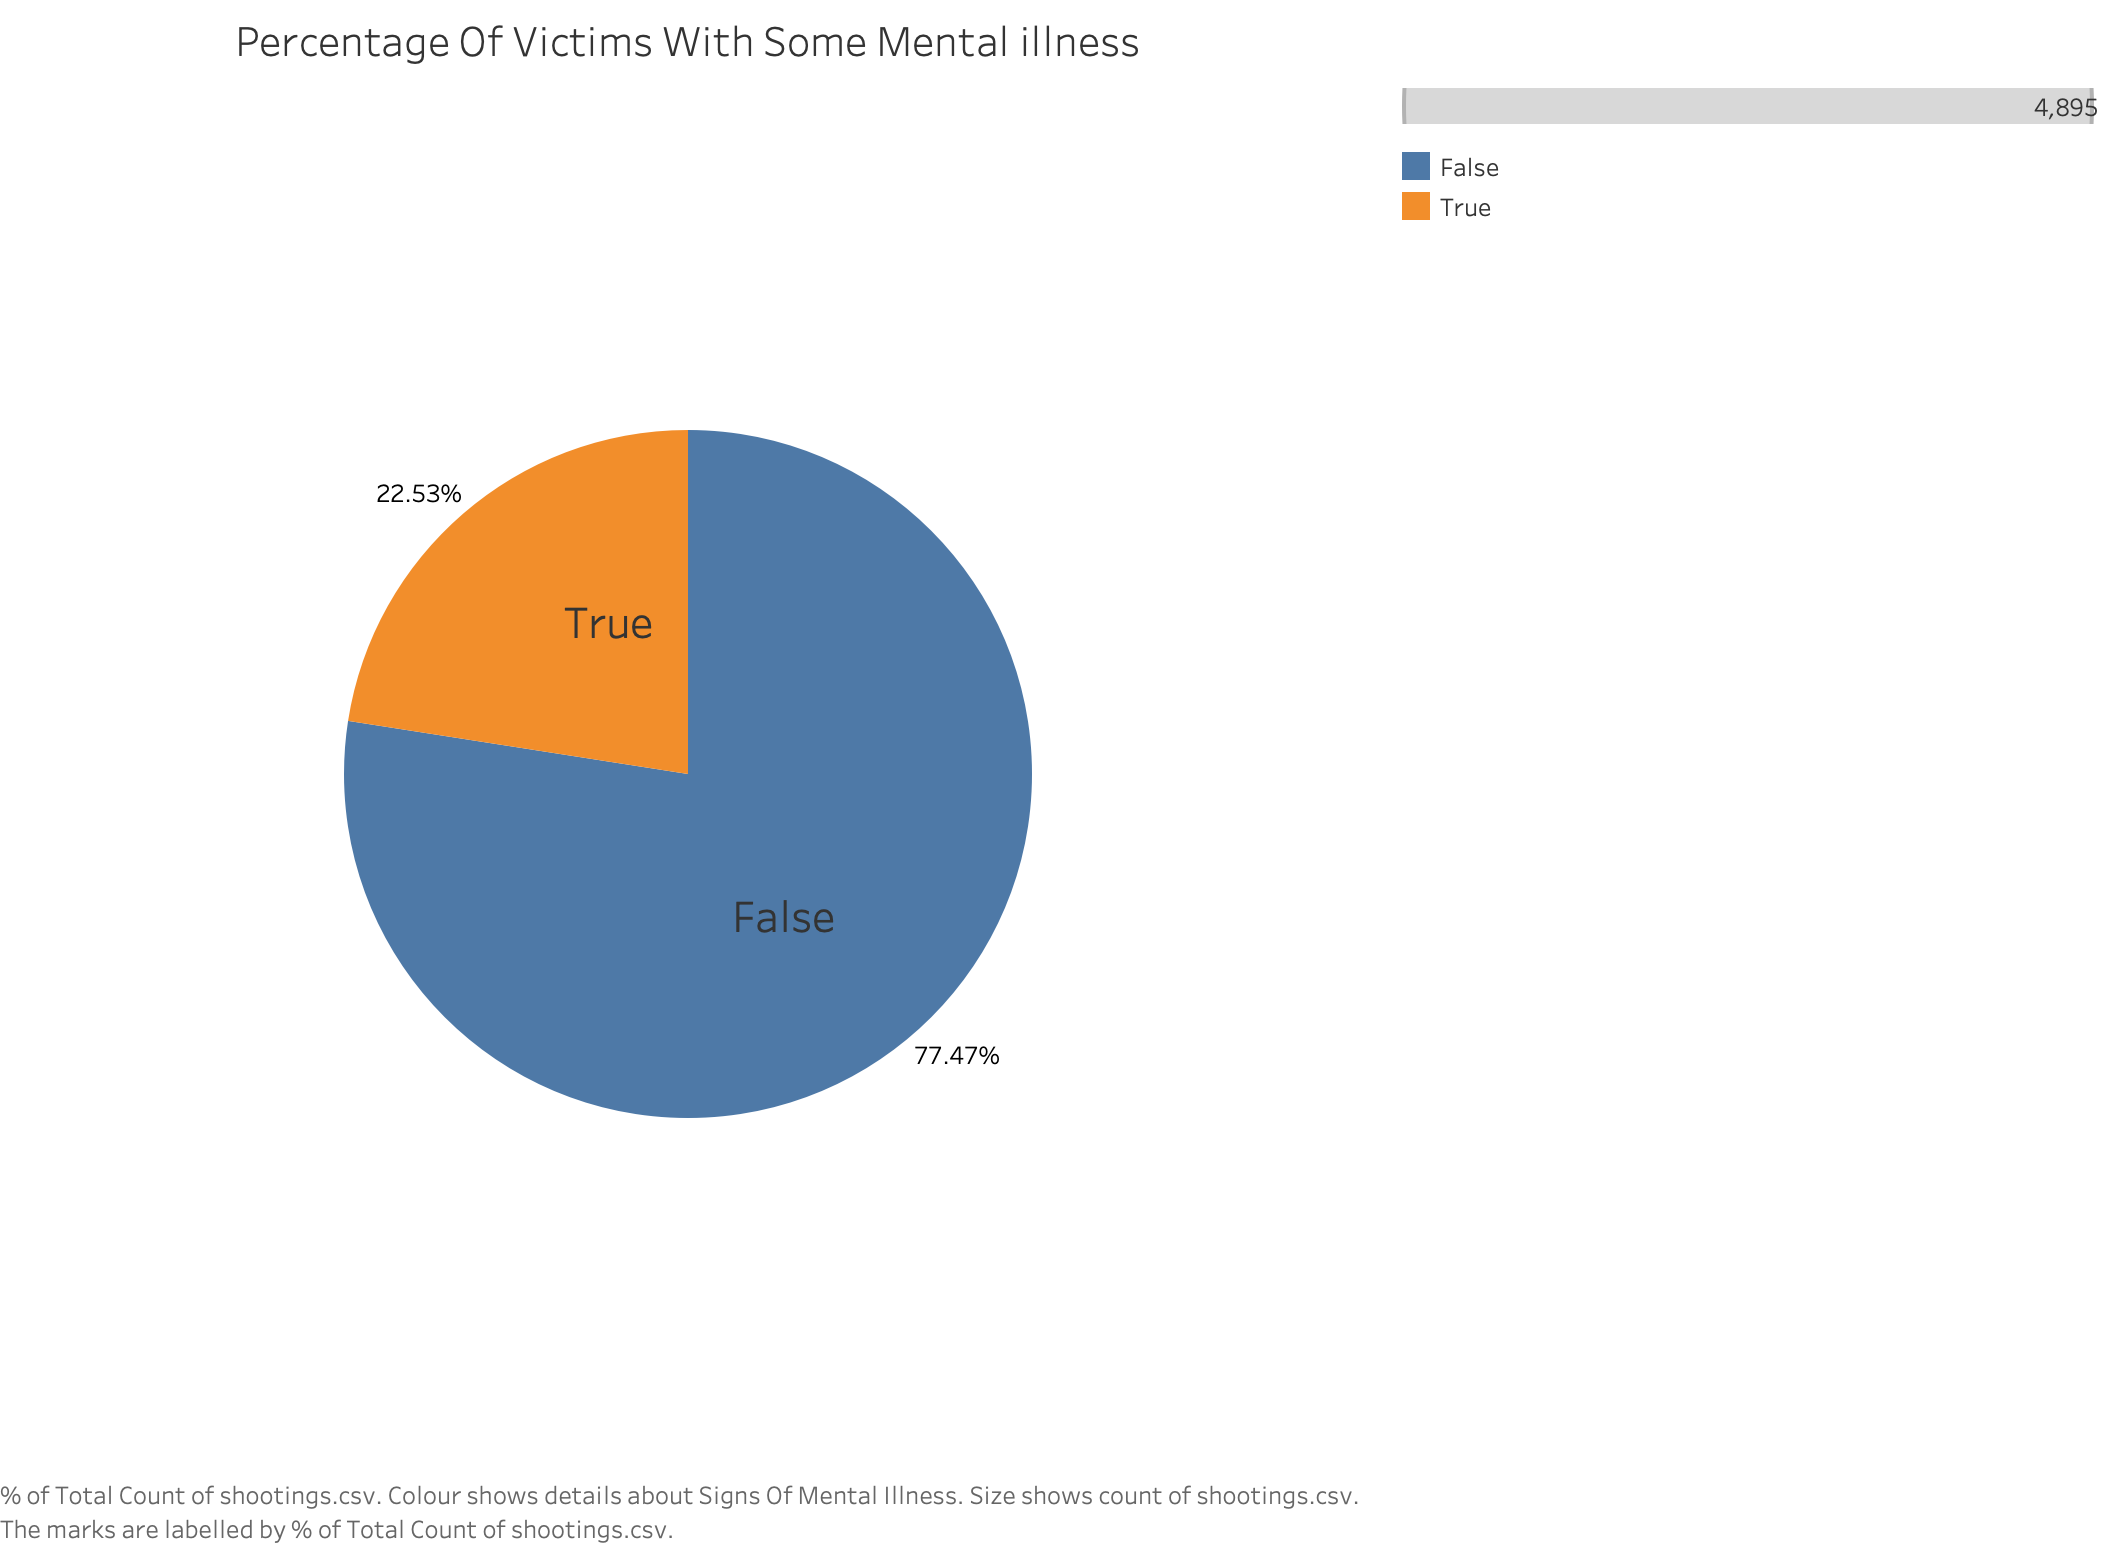 Percentage Of Victims With Some Mental illness
4,895
False
True
22.53%
True
False
77.47%
% of Total Count of shootings.csv. Colour shows details about Signs Of Mental Illness. Size shows count of shootings.csv.
The marks are labelled by % of Total Count of shootings.csv.